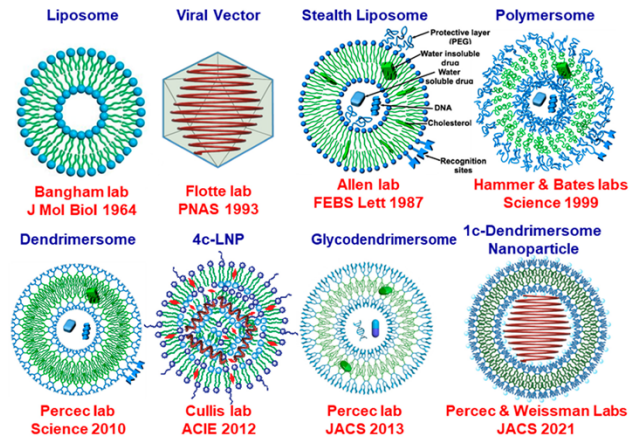 Liposome
Viral Vector
Stealth Liposome
Polymersome
Protective layer
(PEG)
Water insoluble
drug
Water
soluble drug
DNA
Cholesterol
Recognition
sites
Bangham lab
J Mol Biol 1964
Flotte lab
PNAS 1993
Allen lab
FEBS Lett 1987
Hammer & Bates labs
Science 1999
Dendrimersome
4c-LNP
Glycodendrimersome
1c-Dendrimersome
Nanoparticle
Percec lab
Science 2010
Cullis lab
ACIE 2012
Percec lab
JACS 2013
Percec & Weissman Labs
JACS 2021